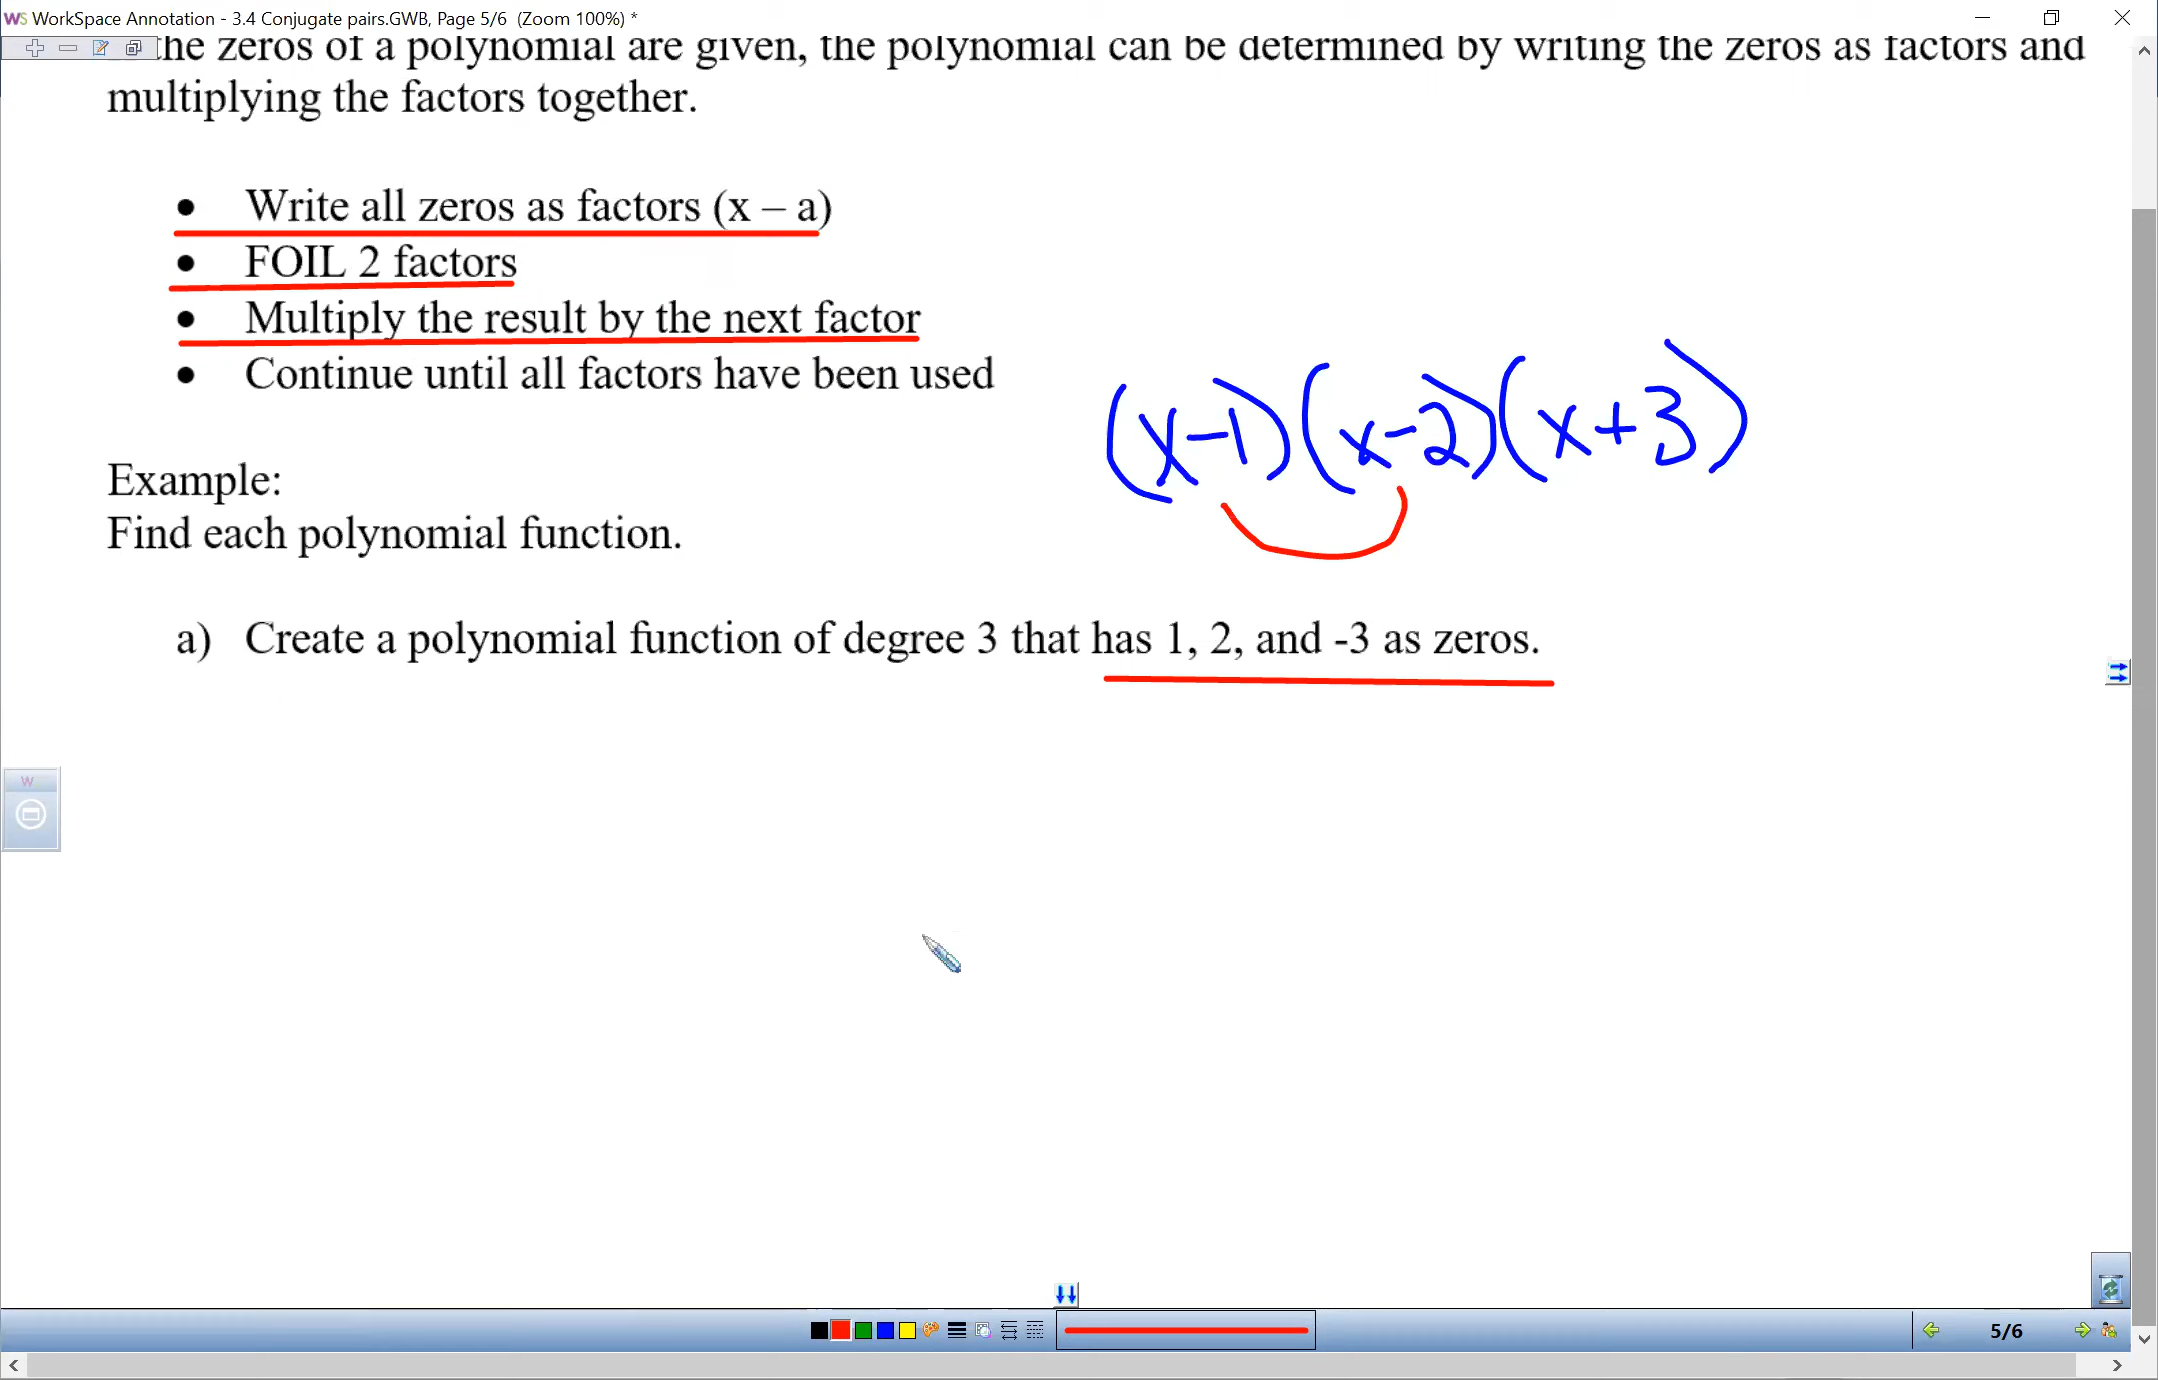 WS WorkSpace Annotation - 3.4 Conjugate pairs.GWB, Page 5/6 (Zoom 100%) *
the zeros of a polynomial are given, the polynomial can be determined by writing the zeros as factors and
multiplying the factors together.
• Write all zeros as factors (x – a)
• FOIL 2 factors
• Multiply the result by the next factor
• Continue until all factors have been used
(x-1)(x-2)(x+3)
Example:
Find each polynomial function.
a) Create a polynomial function of degree 3 that has 1, 2, and -3 as zeros.
W
5/6